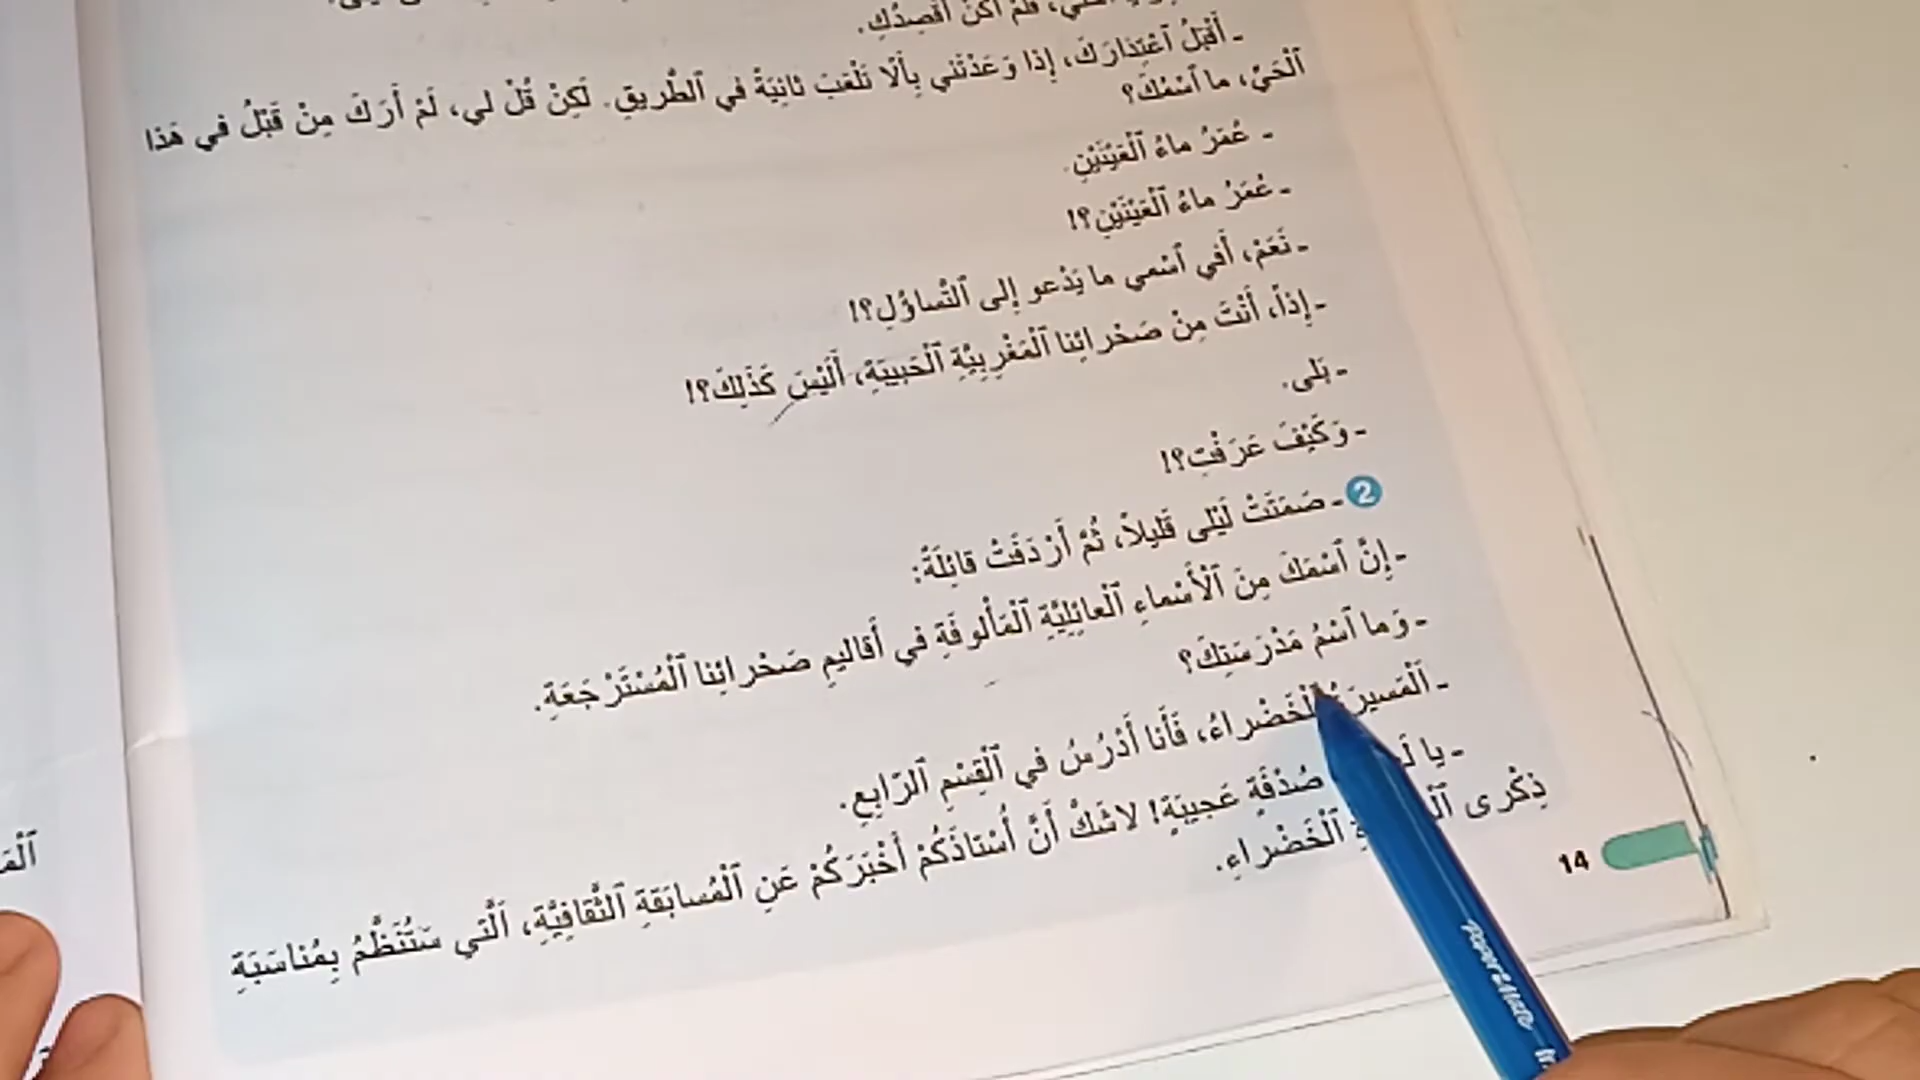 فَلَمْ أَكُنْ أَقْصِدُكِ.
- أَقْبَلُ ٱعْتِذارَكَ، إِذا وَعَدْتَني بِأَلَّا تَلْعَبَ ثانِيَةً في ٱلطَّريقِ. لَكِنْ قُلْ لي، لَمْ أَرَكَ مِنْ قَبْلُ في هَذا
ٱلْحَيِّ، ما ٱسْمُكَ؟
- عُمَرُ ماءُ ٱلْعَيْنَيْنِ.
- عُمَرُ ماءُ ٱلْعَيْنَيْنِ؟!
- نَعَمْ، أَفي ٱسْمي ما يَدْعو إِلى ٱلتَّساؤُلِ؟!
- إِذاً، أَنْتَ مِنْ صَحْرائِنا ٱلْمَغْرِبِيَّةِ ٱلْحَبيبَةِ، أَلَيْسَ كَذَلِكَ؟!
- بَلى.
- وَكَيْفَ عَرَفْتِ؟!
2 - صَمَتَتْ لَيْلى قَليلاً، ثُمَّ أَرْدَفَتْ قائِلَةً:
- إِنَّ ٱسْمَكَ مِنَ ٱلْأَسْماءِ ٱلْعائِلِيَّةِ ٱلْمَأْلوفَةِ في أَقاليمِ صَحْرائِنا ٱلْمُسْتَرْجَعَةِ.
- وَما ٱسْمُ مَدْرَسَتِكَ؟
- اَلْمَسيرَةُ ٱلْخَضْراءُ، فَأَنا أَدْرُسُ في ٱلْقِسْمِ ٱلرّابِعِ.
- يا صُدْفَةٍ عَجيبَةٍ! لاشَكَّ أَنَّ أُسْتاذَكُمْ أَخْبَرَكُمْ عَنِ ٱلْمُسابَقَةِ ٱلثَّقافِيَّةِ، اَلَّتي سَتُنَظَّمُ بِمُناسَبَةِ
ذِكْرى ٱلْخَضْراءِ.
14